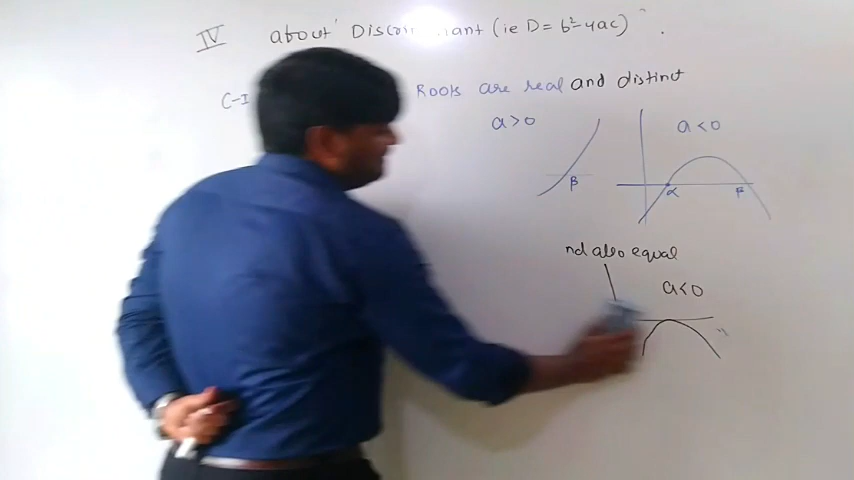 IV about Discriminant (ie D = b²-4ac)
C-I Roots are real and distinct
a>0 a<0
β α β
nd also equal
a<0